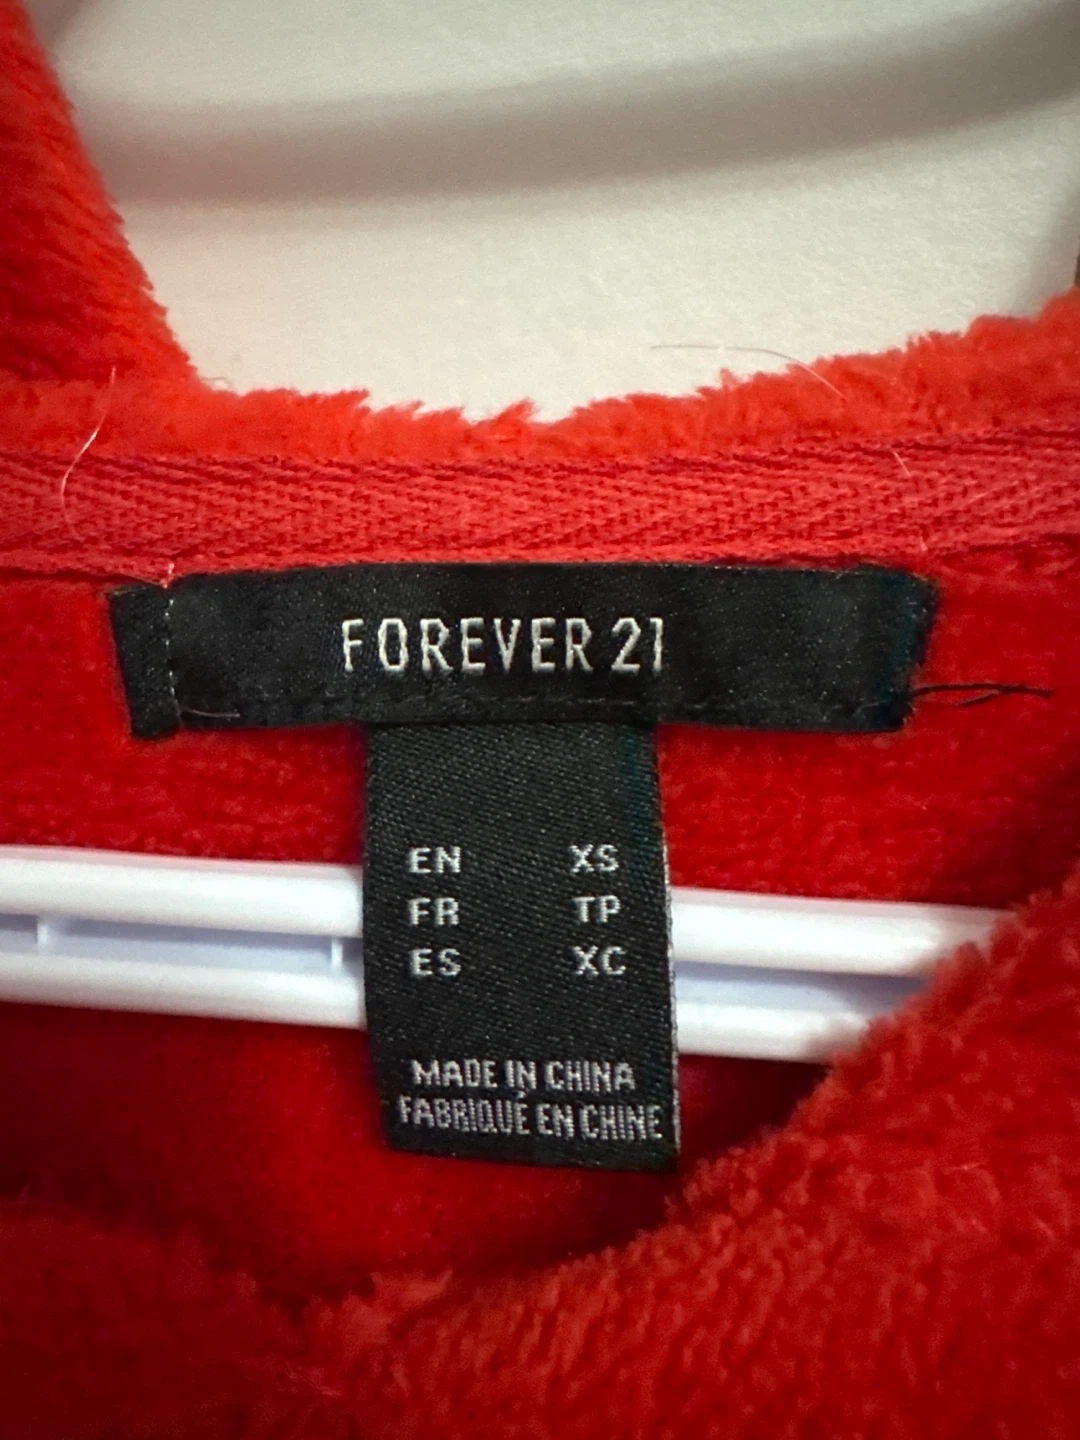 FOREVER 21
EN XS
FR TP
ES XC
MADE IN CHINA
FABRIQUÉ EN CHINE